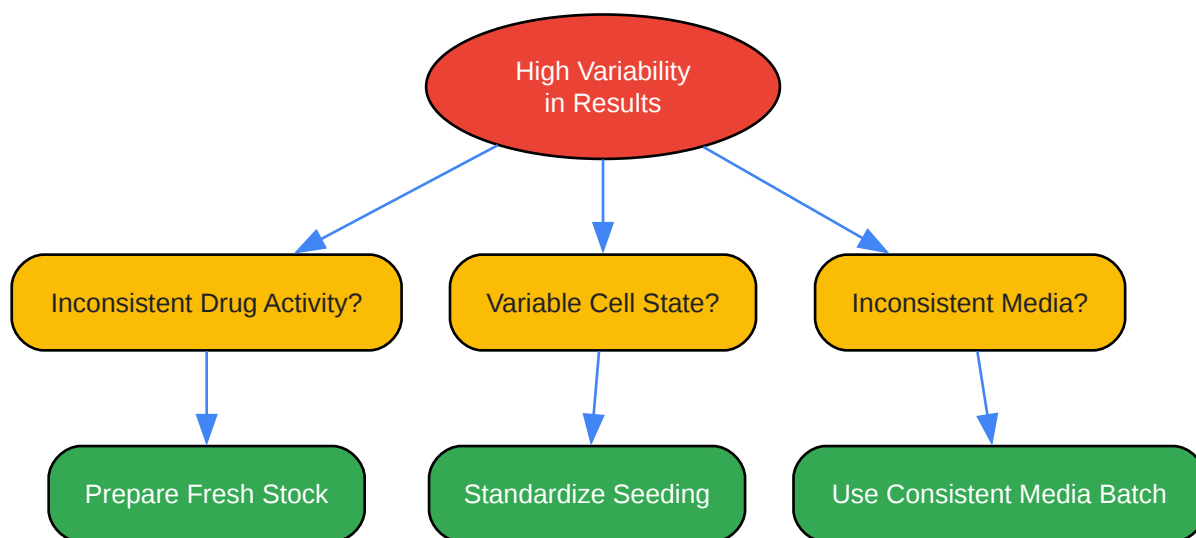 High Variability
in Results
Inconsistent Drug Activity?
Variable Cell State?
Inconsistent Media?
Prepare Fresh Stock
Standardize Seeding
Use Consistent Media Batch